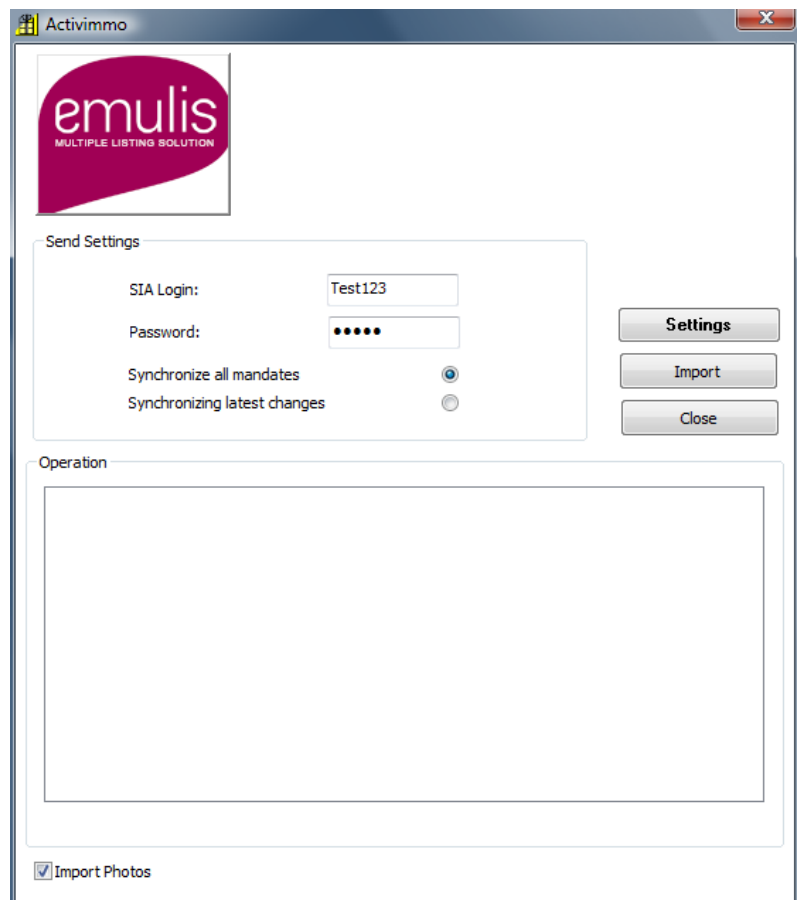 Activimmo
emulis
MULTIPLE LISTING SOLUTION
Send Settings
SIA Login: Test123
Password: •••••
Synchronize all mandates
Synchronizing latest changes
Settings
Import
Close
Operation
Import Photos